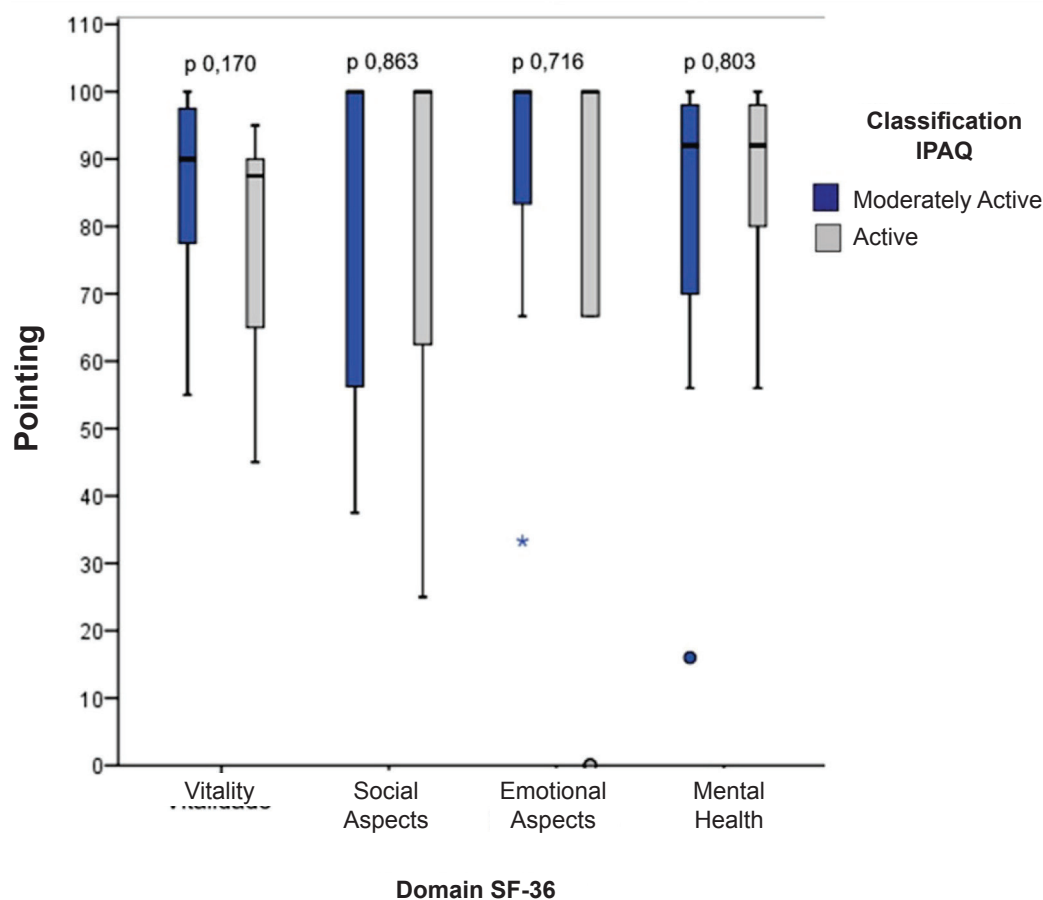 110
100
90
80
70
60
50
40
30
20
10
0
Pointing
p 0,170
p 0,863
p 0,716
p 0,803
Classification
IPAQ
Moderately Active
Active
Vitality
Social
Aspects
Emotional
Aspects
Mental
Health
Domain SF-36